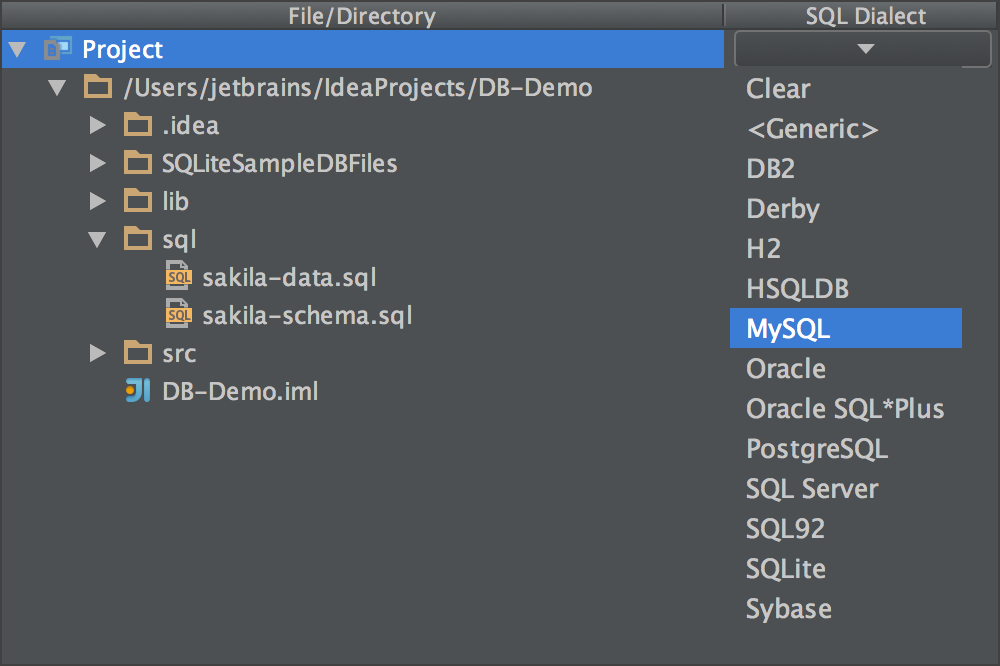 File/Directory
SQL Dialect
Project
/Users/jetbrains/IdeaProjects/DB-Demo
.idea
SQLiteSampleDBFiles
lib
sql
SQL sakila-data.sql
SQL sakila-schema.sql
src
DB-Demo.iml
Clear
<Generic>
DB2
Derby
H2
HSQLDB
MySQL
Oracle
Oracle SQL*Plus
PostgreSQL
SQL Server
SQL92
SQLite
Sybase